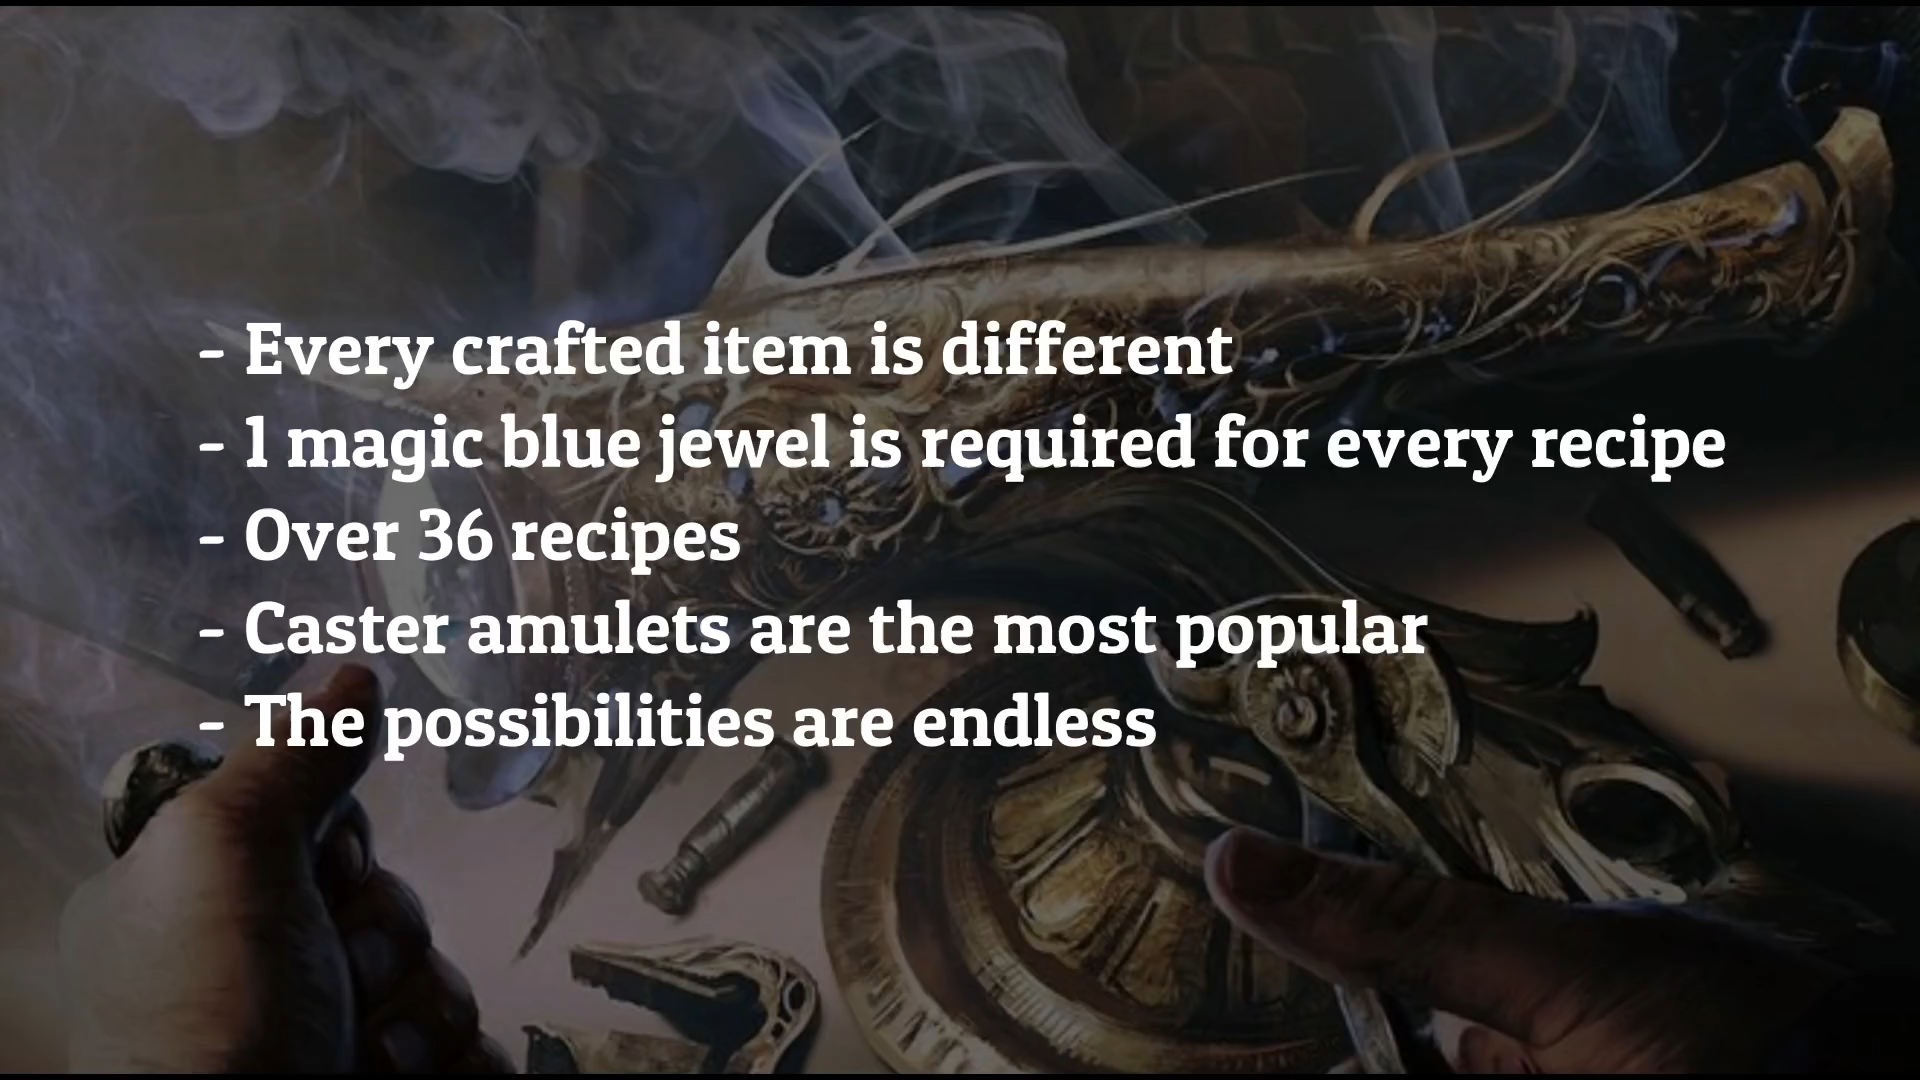 - Every crafted item is different
- 1 magic blue jewel is required for every recipe
- Over 36 recipes
- Caster amulets are the most popular
- The possibilities are endless